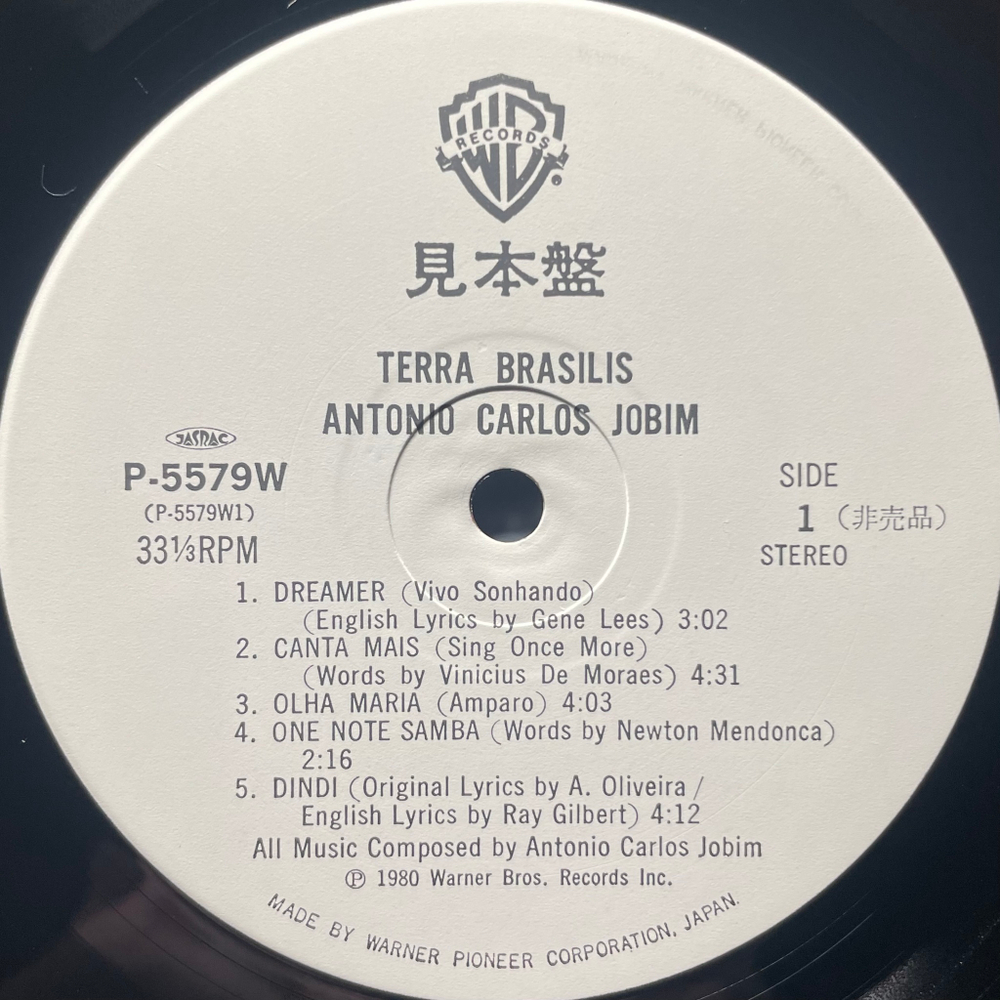 WB
RECORDS
見本盤
TERRA BRASILIS
ANTONIO CARLOS JOBIM
JASRAC
P-5579W
(P-5579W1)
33⅓RPM
SIDE
1 (非売品)
STEREO
1. DREAMER (Vivo Sonhando)
(English Lyrics by Gene Lees) 3:02
2. CANTA MAIS (Sing Once More)
(Words by Vinicius De Moraes) 4:31
3. OLHA MARIA (Amparo) 4:03
4. ONE NOTE SAMBA (Words by Newton Mendonca)
2:16
5. DINDI (Original Lyrics by A. Oliveira /
English Lyrics by Ray Gilbert) 4:12
All Music Composed by Antonio Carlos Jobim
Ⓟ 1980 Warner Bros. Records Inc.
MADE BY WARNER PIONEER CORPORATION, JAPAN.